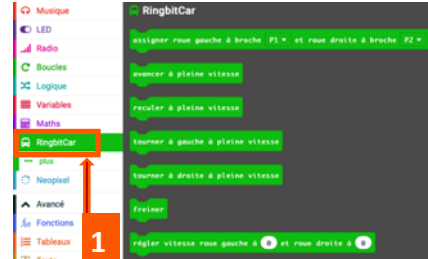 Musique
LED
Radio
Boucles
Logique
Variables
Maths
RingbitCar
plus
Neopixel
Avancé
Fonctions
Tableaux
1
RingbitCar
assigner roue gauche à broche P1 et roue droite à broche P2
avancer à pleine vitesse
reculer à pleine vitesse
tourner à gauche à pleine vitesse
tourner à droite à pleine vitesse
freiner
régler vitesse roue gauche à 0 et roue droite à 0